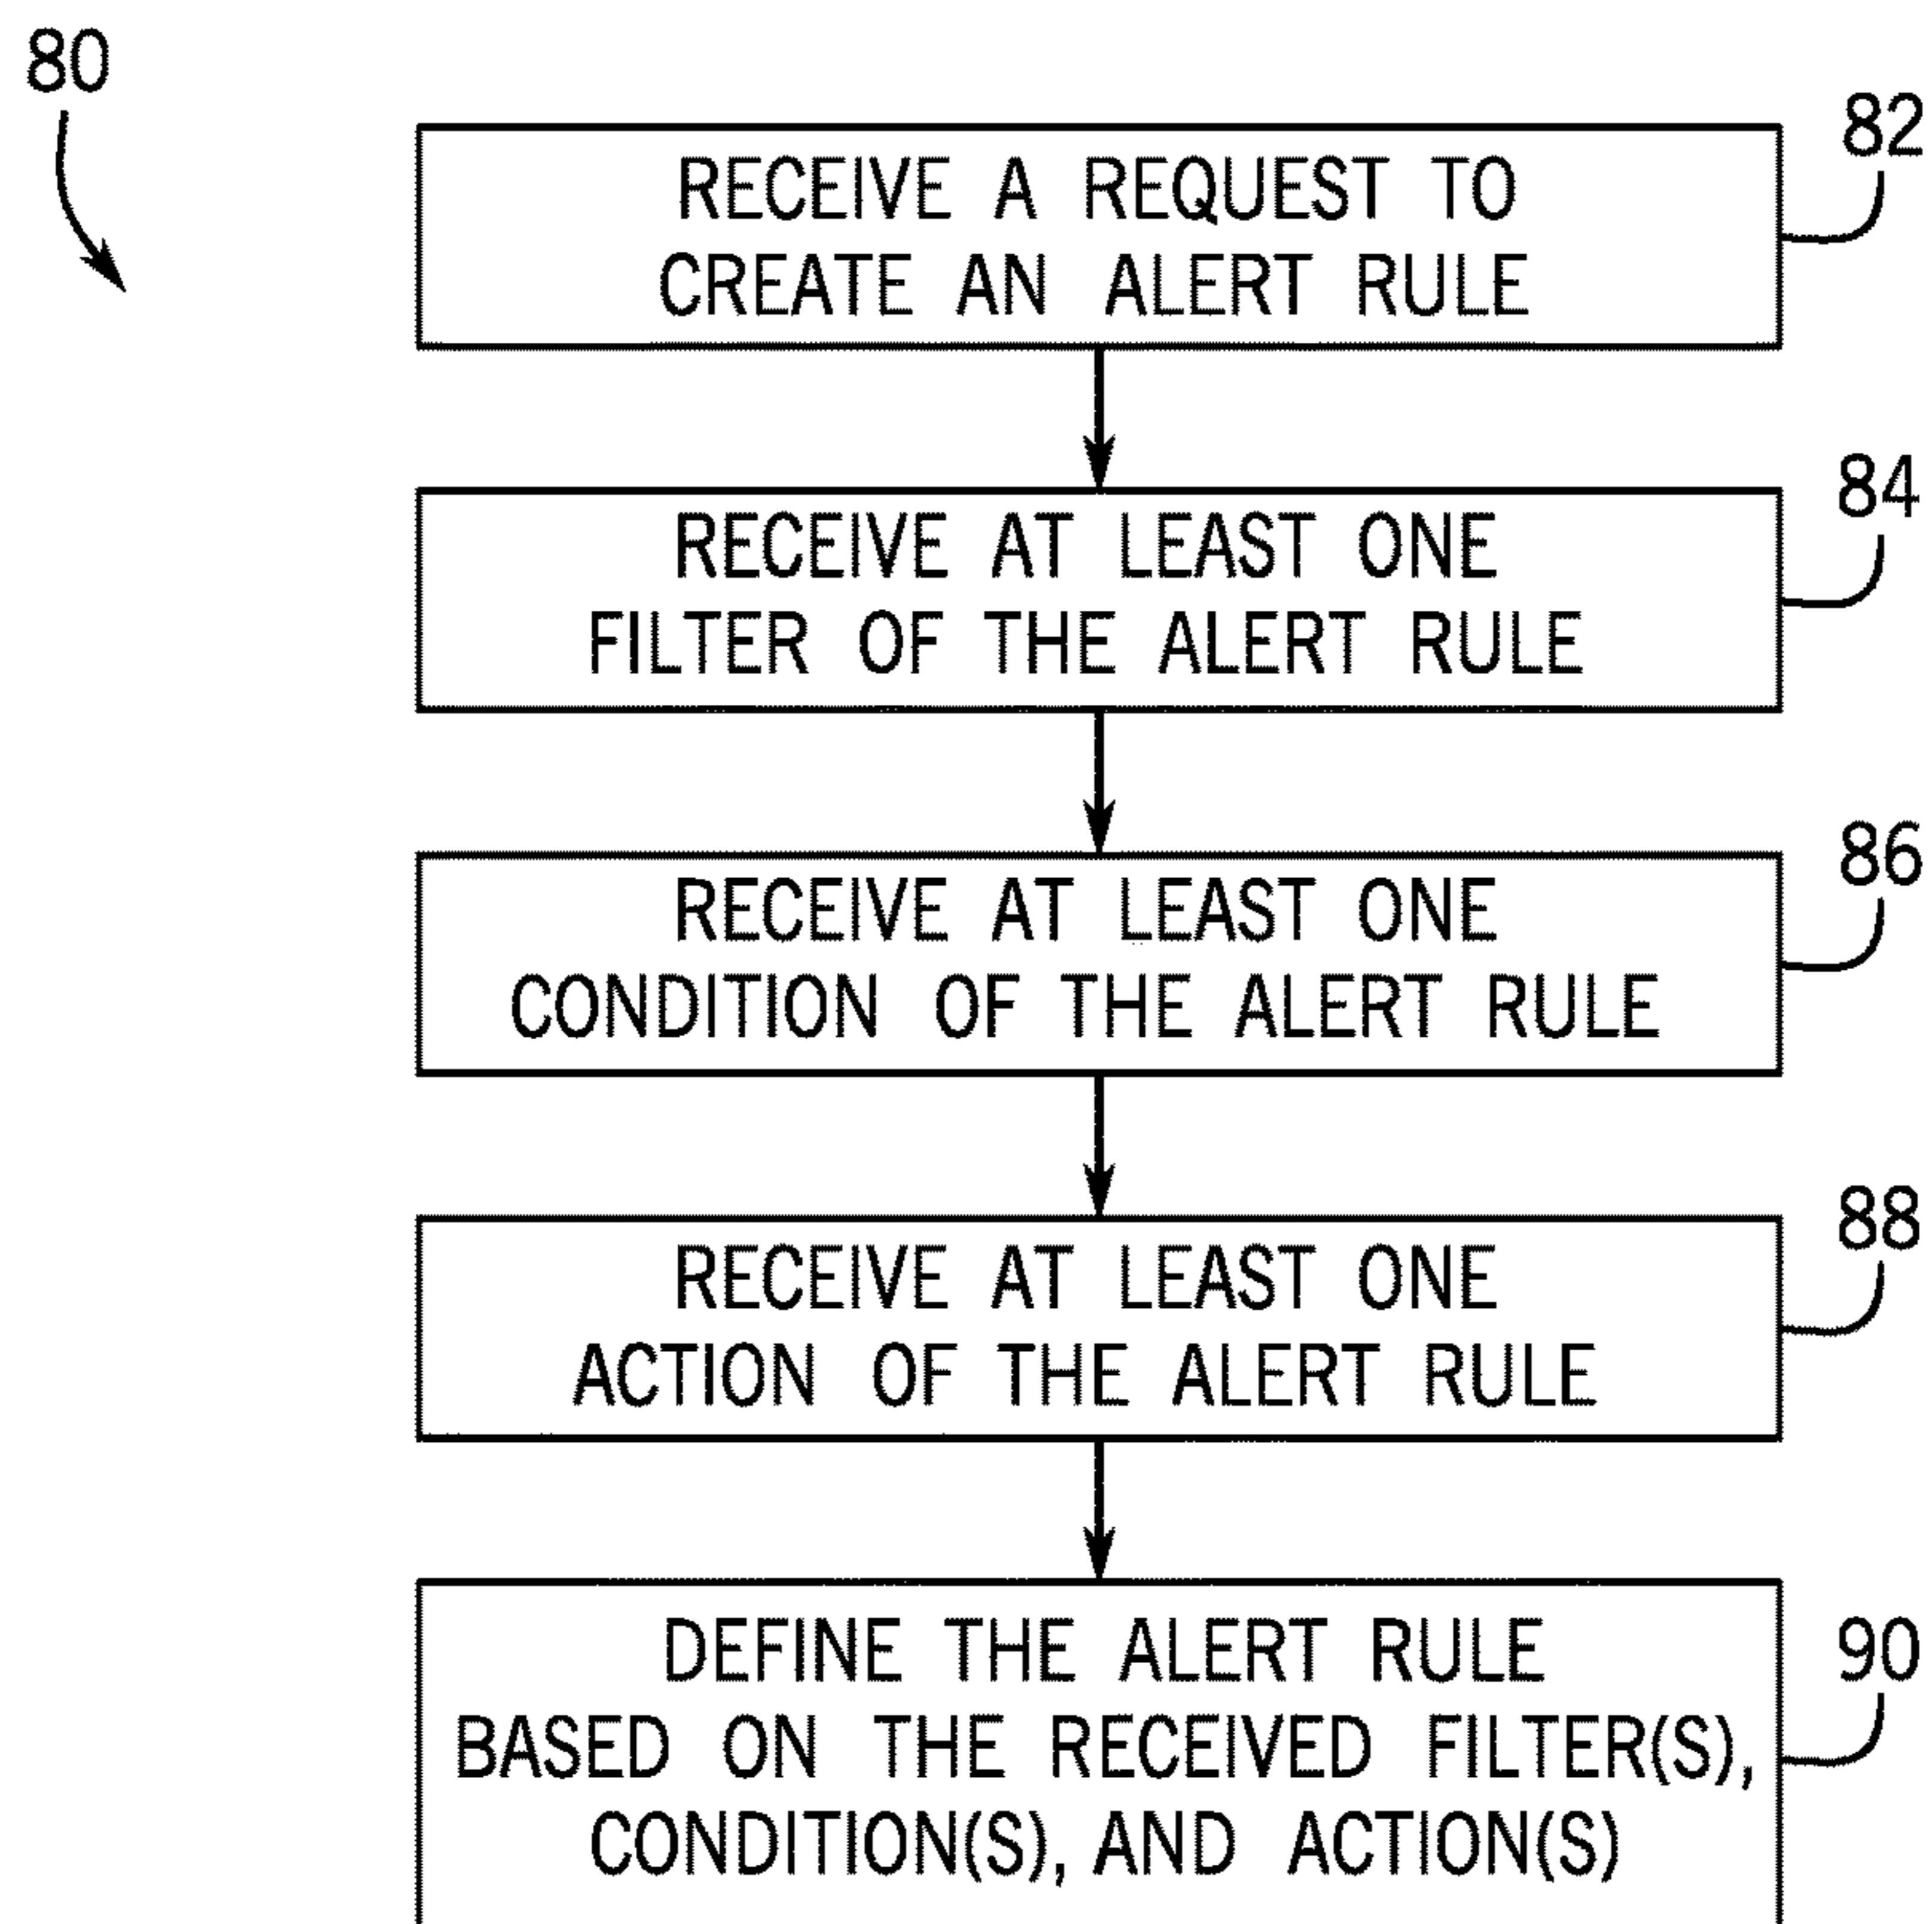 80
RECEIVE A REQUEST TO
CREATE AN ALERT RULE
82
RECEIVE AT LEAST ONE
FILTER OF THE ALERT RULE
84
RECEIVE AT LEAST ONE
CONDITION OF THE ALERT RULE
86
RECEIVE AT LEAST ONE
ACTION OF THE ALERT RULE
88
DEFINE THE ALERT RULE
BASED ON THE RECEIVED FILTER(S),
CONDITION(S), AND ACTION(S)
90